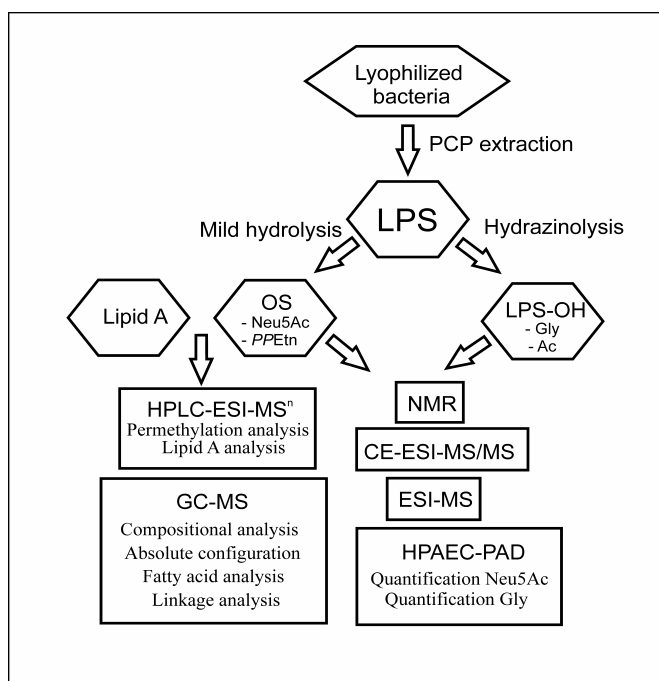 Lyophilized
bacteria
PCP extraction
LPS
Mild hydrolysis
Hydrazinolysis
Lipid A
OS
- Neu5Ac
- PPEtn
LPS-OH
- Gly
- Ac
HPLC-ESI-MSⁿ
Permethylation analysis
Lipid A analysis
NMR
CE-ESI-MS/MS
ESI-MS
GC-MS
Compositional analysis
Absolute configuration
Fatty acid analysis
Linkage analysis
HPAEC-PAD
Quantification Neu5Ac
Quantification Gly